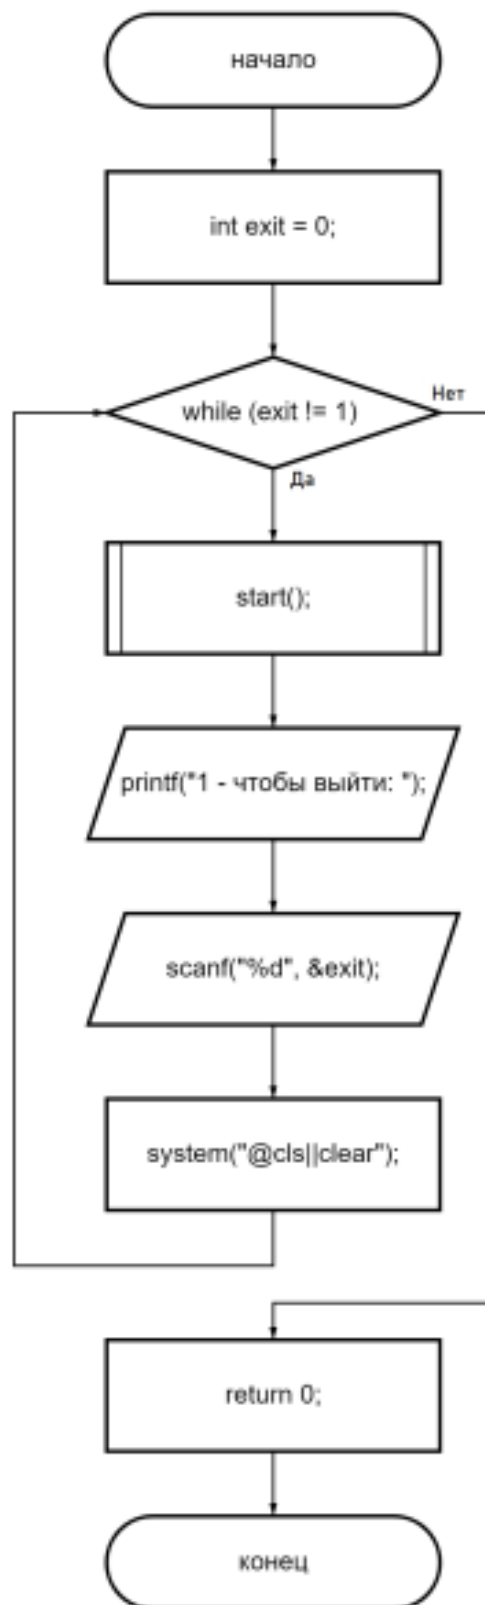 начало
int exit = 0;
while (exit != 1)
Нет
Да
start();
printf("1 - чтобы выйти: ");
scanf("%d", &exit);
system("@cls||clear");
return 0;
конец